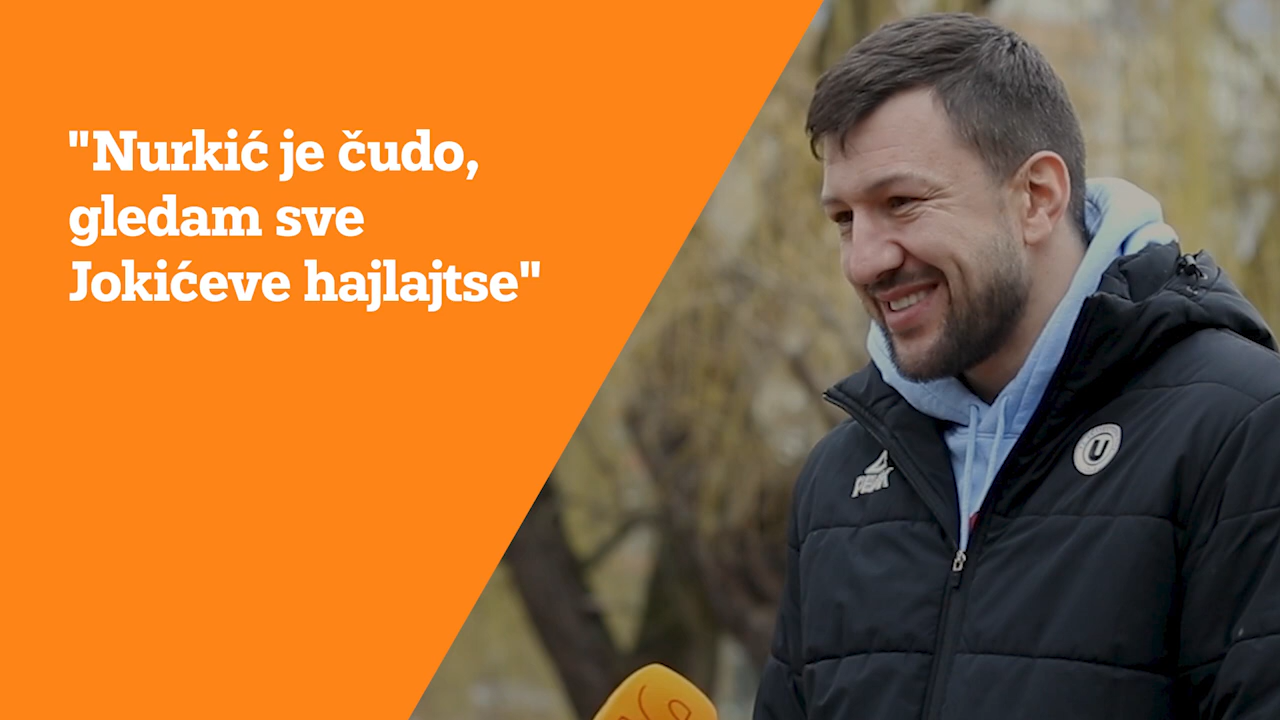 "Nurkić je čudo,
gledam sve
Jokićeve hajlajtse"
PEAK
U